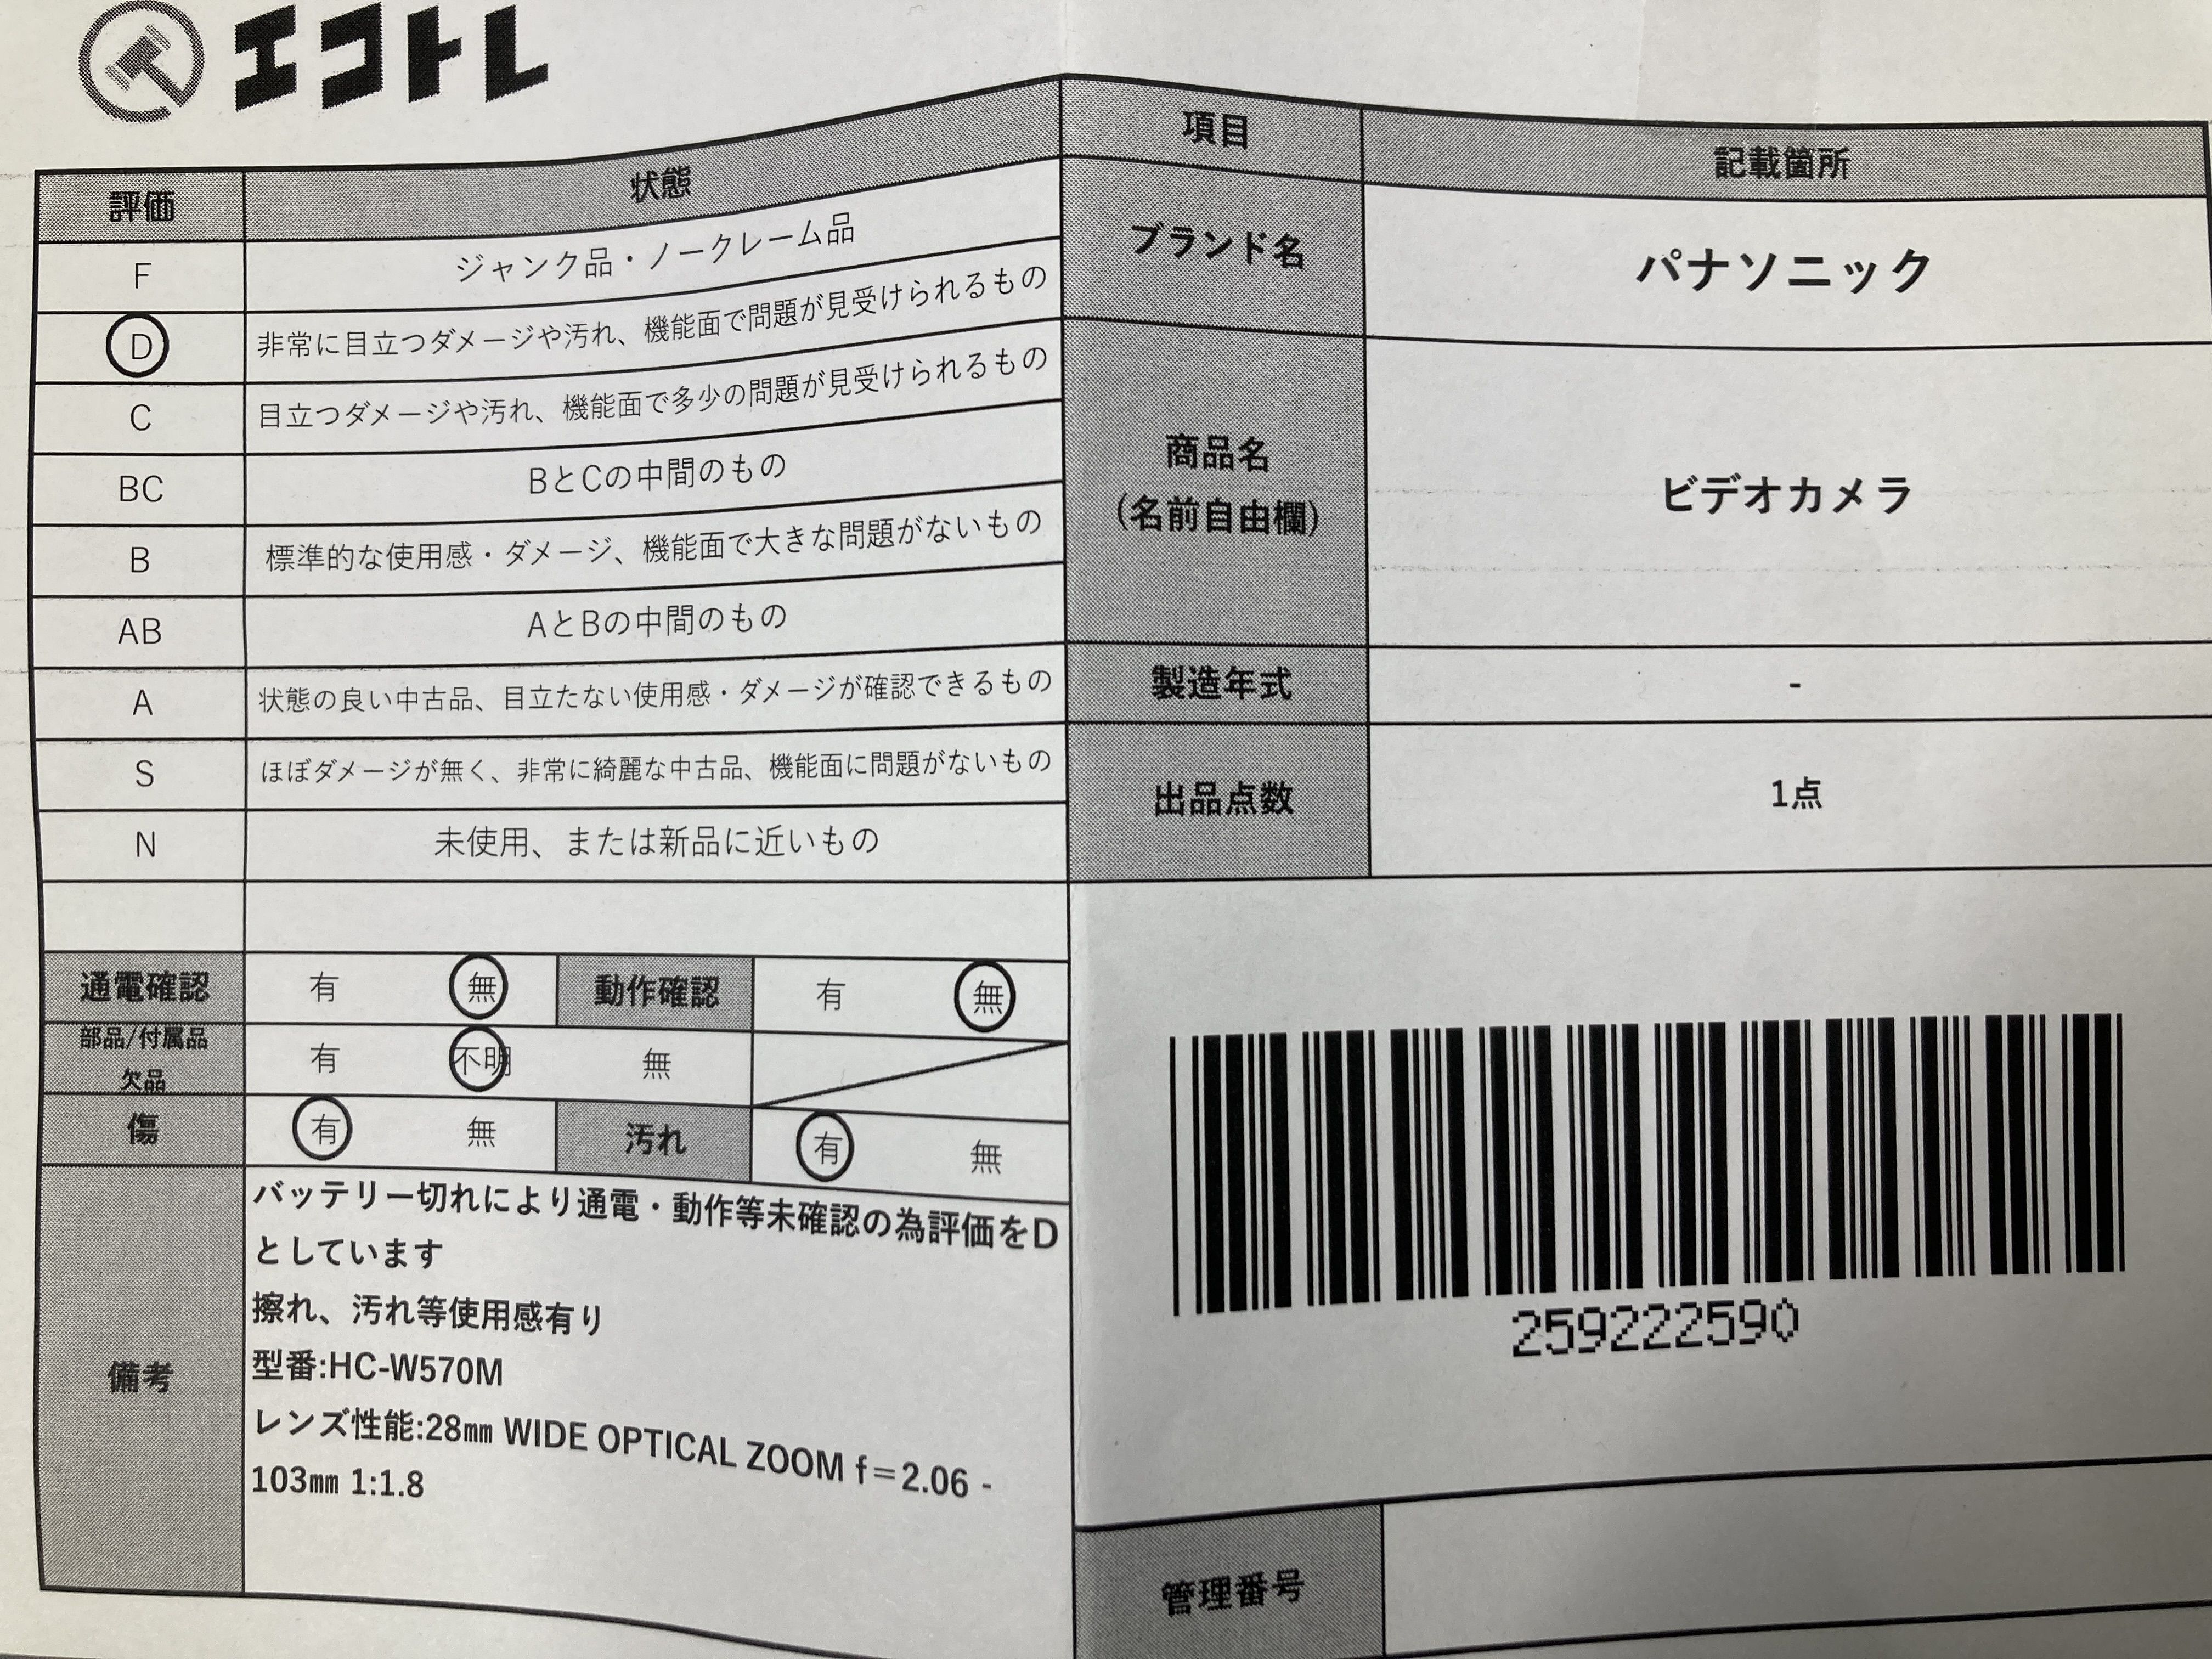 エコトレ
評価 状態
F ジャンク品・ノークレーム品
D 非常に目立つダメージや汚れ、機能面で問題が見受けられるもの
C 目立つダメージや汚れ、機能面で多少の問題が見受けられるもの
BC BとCの中間のもの
B 標準的な使用感・ダメージ、機能面で大きな問題がないもの
AB AとBの中間のもの
A 状態の良い中古品、目立たない使用感・ダメージが確認できるもの
S ほぼダメージが無く、非常に綺麗な中古品、機能面に問題がないもの
N 未使用、または新品に近いもの
通電確認 有 無 動作確認 有 無
部品/付属品
欠品 有 不明 無
傷 有 無 汚れ 有 無
備考
バッテリー切れにより通電・動作等未確認の為評価をD
としています
擦れ、汚れ等使用感有り
型番:HC-W570M
レンズ性能:28㎜ WIDE OPTICAL ZOOM f＝2.06 -
103㎜ 1:1.8
項目 記載箇所
ブランド名 パナソニック
商品名
(名前自由欄) ビデオカメラ
製造年式 -
出品点数 1点
259222590
管理番号